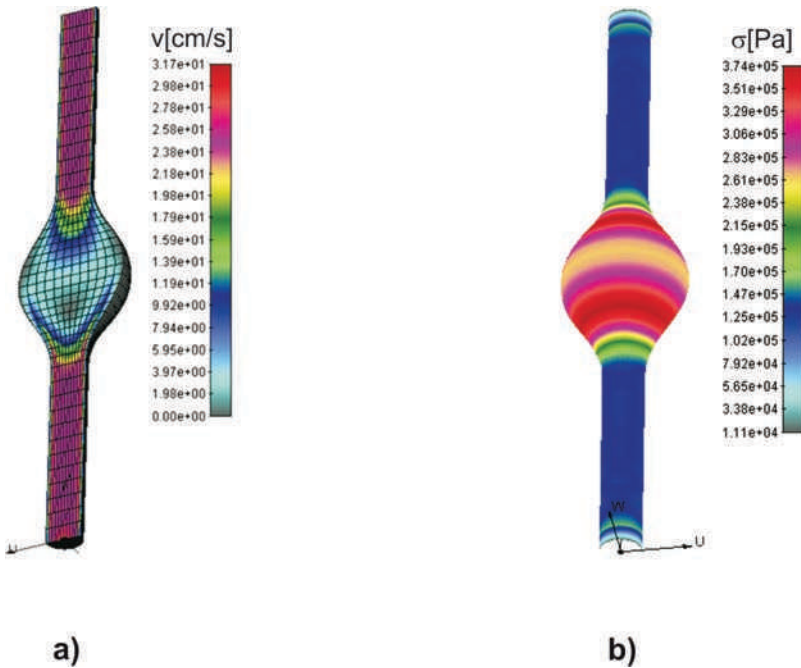 v[cm/s]
3.17e+01
2.98e+01
2.78e+01
2.58e+01
2.38e+01
2.18e+01
1.98e+01
1.79e+01
1.59e+01
1.39e+01
1.19e+01
9.92e+00
7.94e+00
5.95e+00
3.97e+00
1.98e+00
0.00e+00
U
a)
σ[Pa]
3.74e+05
3.51e+05
3.29e+05
3.06e+05
2.83e+05
2.61e+05
2.38e+05
2.15e+05
1.93e+05
1.70e+05
1.47e+05
1.25e+05
1.02e+05
7.92e+04
5.65e+04
3.38e+04
1.11e+04
W
U
b)